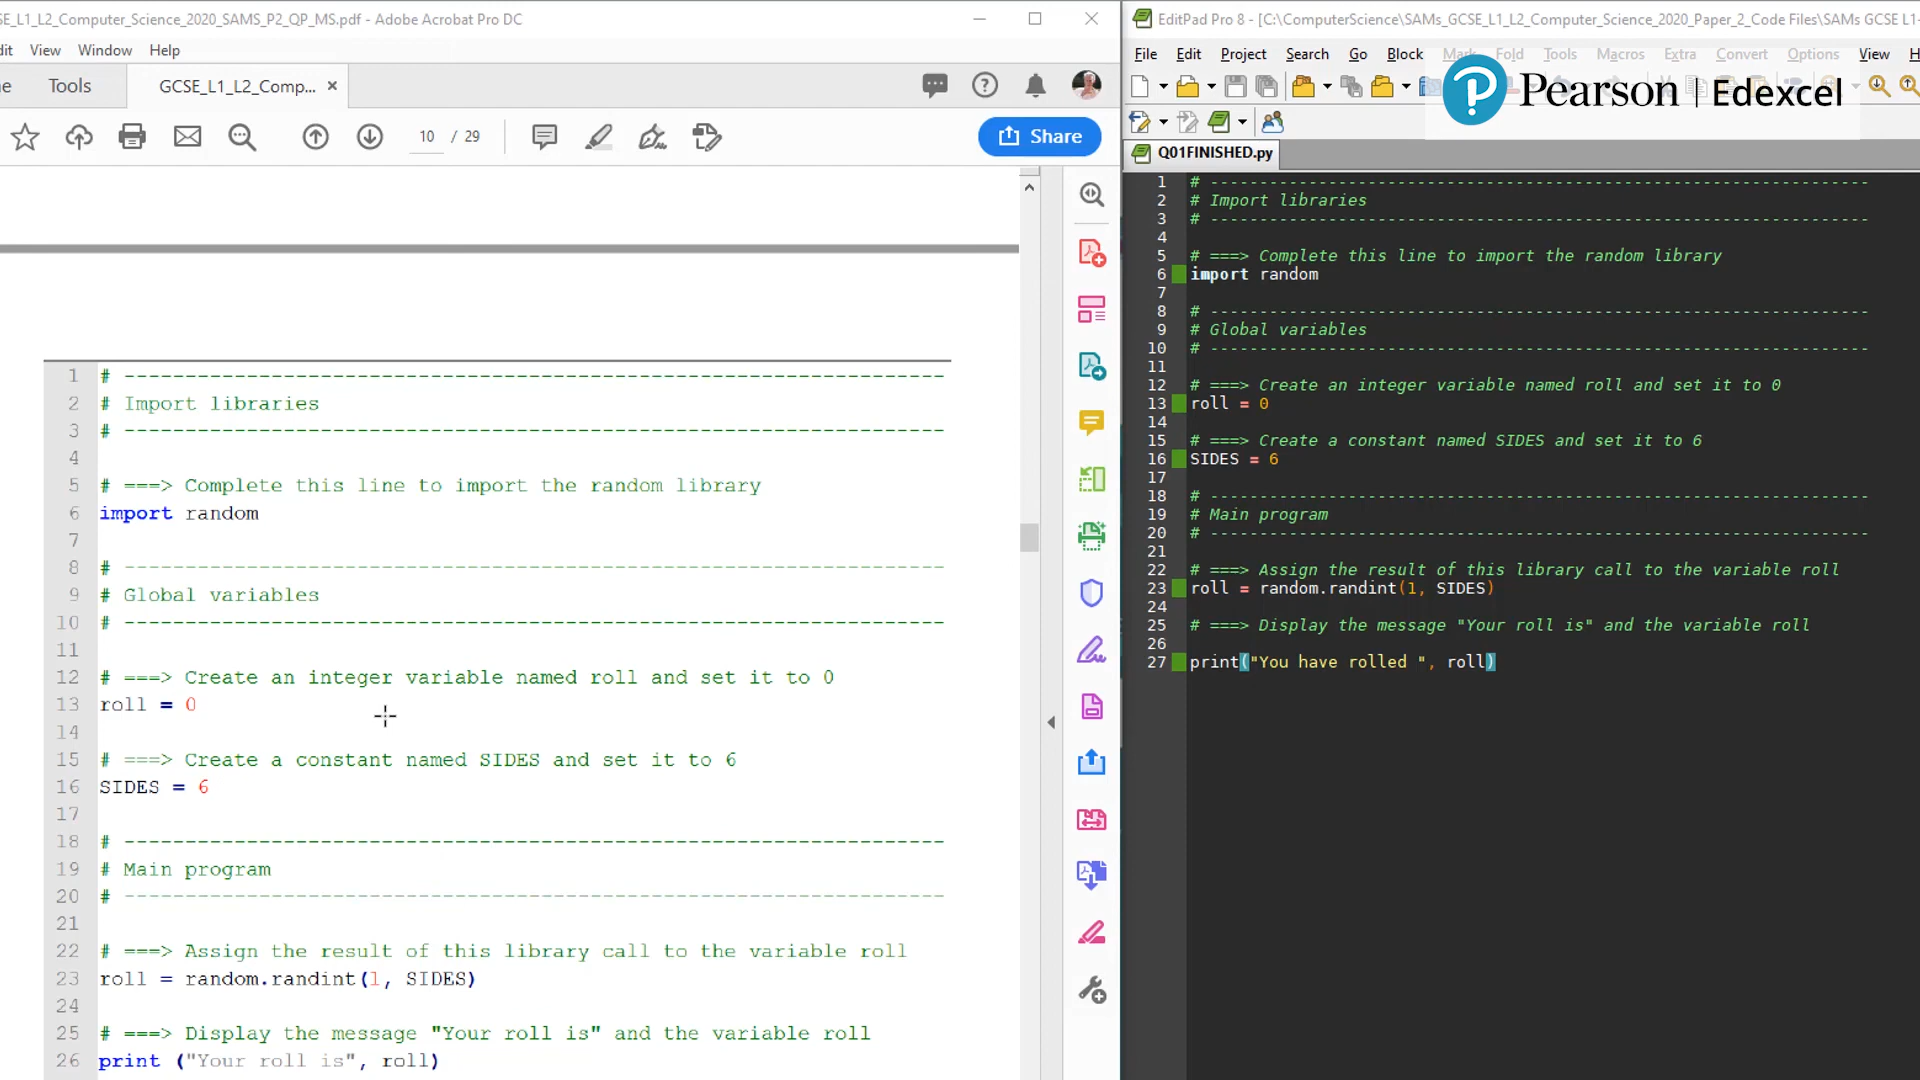 SE_L1_L2_Computer_Science_2020_SAMS_P2_QP_MS.pdf - Adobe Acrobat Pro DC
dit View Window Help
e Tools GCSE_L1_L2_Comp... ×
10 / 29 Share
1 # -------------------------------------------------------------------
2 # Import libraries
3 # -------------------------------------------------------------------
4
5 # ===> Complete this line to import the random library
6 import random
7
8 # -------------------------------------------------------------------
9 # Global variables
10 # -------------------------------------------------------------------
11
12 # ===> Create an integer variable named roll and set it to 0
13 roll = 0
14
15 # ===> Create a constant named SIDES and set it to 6
16 SIDES = 6
17
18 # -------------------------------------------------------------------
19 # Main program
20 # -------------------------------------------------------------------
21
22 # ===> Assign the result of this library call to the variable roll
23 roll = random.randint(1, SIDES)
24
25 # ===> Display the message "Your roll is" and the variable roll
26 print ("Your roll is", roll)
EditPad Pro 8 - [C:\ComputerScience\SAMs_GCSE_L1_L2_Computer_Science_2020_Paper_2_Code Files\SAMs GCSE L1-
File Edit Project Search Go Block Mark Fold Tools Macros Extra Convert Options View H
Pearson | Edexcel
Q01FINISHED.py
1 # -------------------------------------------------------------------
2 # Import libraries
3 # -------------------------------------------------------------------
4
5 # ===> Complete this line to import the random library
6 import random
7
8 # -------------------------------------------------------------------
9 # Global variables
10 # -------------------------------------------------------------------
11
12 # ===> Create an integer variable named roll and set it to 0
13 roll = 0
14
15 # ===> Create a constant named SIDES and set it to 6
16 SIDES = 6
17
18 # -------------------------------------------------------------------
19 # Main program
20 # -------------------------------------------------------------------
21
22 # ===> Assign the result of this library call to the variable roll
23 roll = random.randint(1, SIDES)
24
25 # ===> Display the message "Your roll is" and the variable roll
26
27 print("You have rolled ", roll)